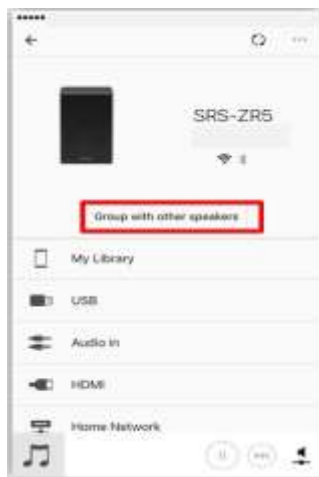 SRS-ZR5
Group with other speakers
My Library
USB
Audio in
HDMI
Home Network